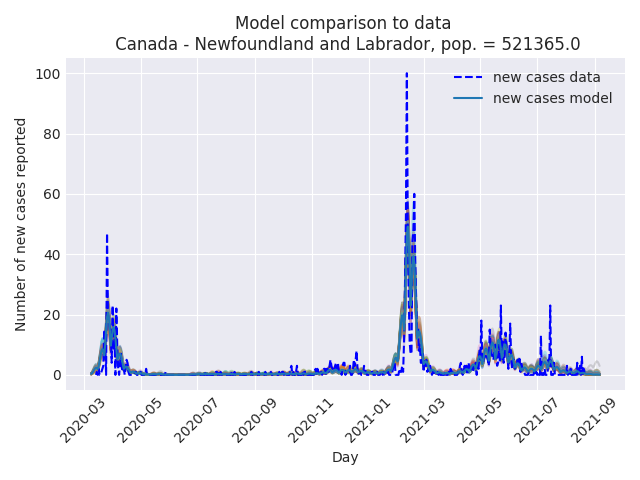 Model comparison to data
Canada - Newfoundland and Labrador, pop. = 521365.0
new cases data
new cases model
Number of new cases reported
100
80
60
40
20
0
2020-03
2020-05
2020-07
2020-09
2020-11
2021-01
2021-03
2021-05
2021-07
2021-09
Day